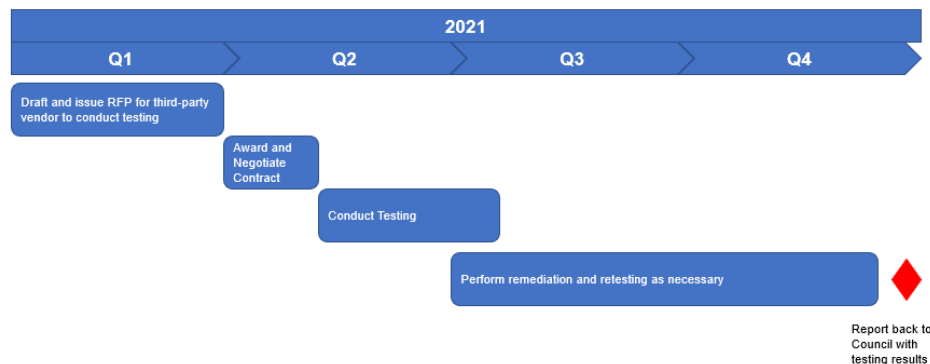 2021
Q1
Q2
Q3
Q4
Draft and issue RFP for third-party
vendor to conduct testing
Award and
Negotiate
Contract
Conduct Testing
Perform remediation and retesting as necessary
Report back to
Council with
testing results